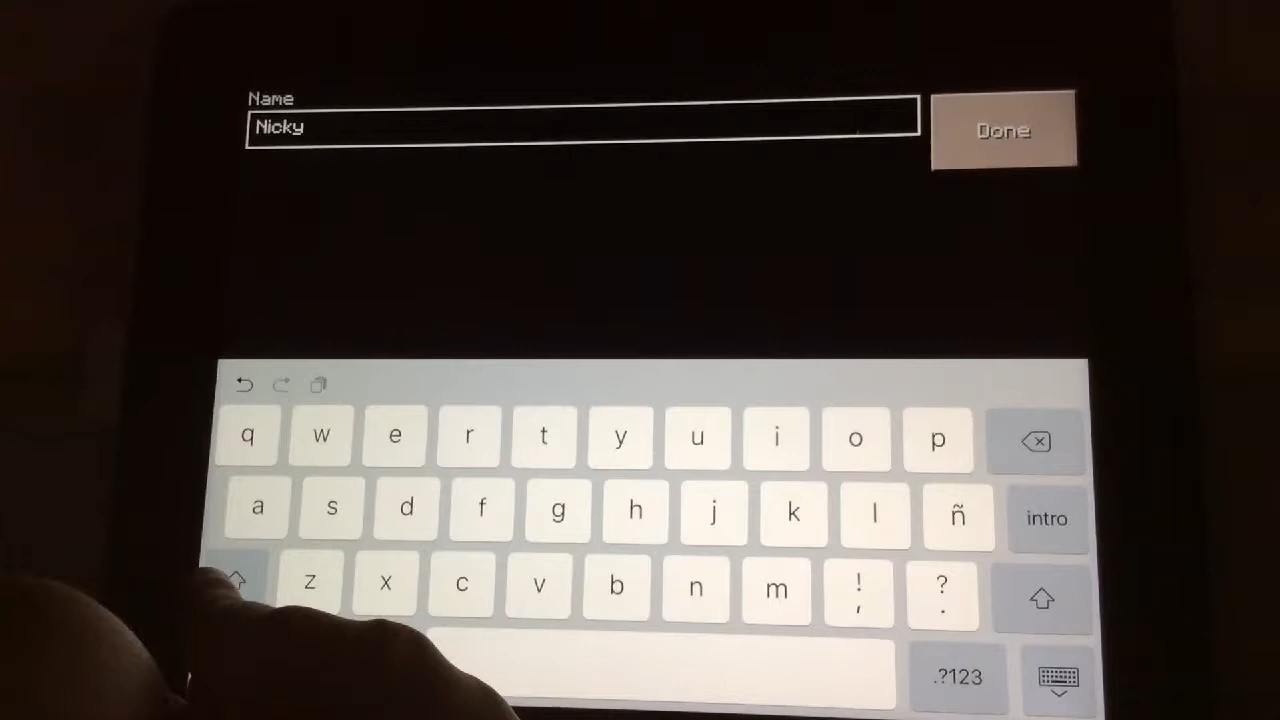 Name
Nicky
Done
q w e r t y u i o p
a s d f g h j k l ñ intro
z x c v b n m ! , ? .
.?123